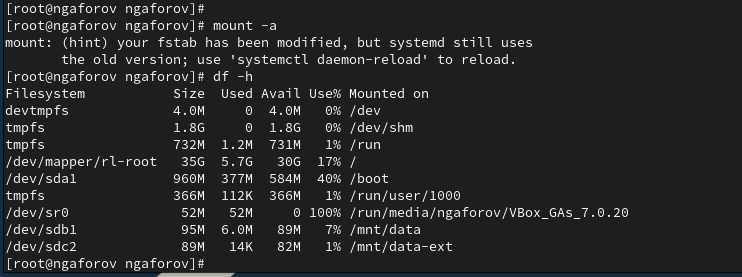 [root@ngaforov ngaforov]#
[root@ngaforov ngaforov]# mount -a
mount: (hint) your fstab has been modified, but systemd still uses
       the old version; use 'systemctl daemon-reload' to reload.
[root@ngaforov ngaforov]# df -h
Filesystem           Size  Used Avail Use% Mounted on
devtmpfs             4.0M     0  4.0M   0% /dev
tmpfs                1.8G     0  1.8G   0% /dev/shm
tmpfs                732M  1.2M  731M   1% /run
/dev/mapper/rl-root   35G  5.7G   30G  17% /
/dev/sda1            960M  377M  584M  40% /boot
tmpfs                366M  112K  366M   1% /run/user/1000
/dev/sr0              52M   52M     0 100% /run/media/ngaforov/VBox_GAs_7.0.20
/dev/sdb1             95M  6.0M   89M   7% /mnt/data
/dev/sdc2             89M   14K   82M   1% /mnt/data-ext
[root@ngaforov ngaforov]#